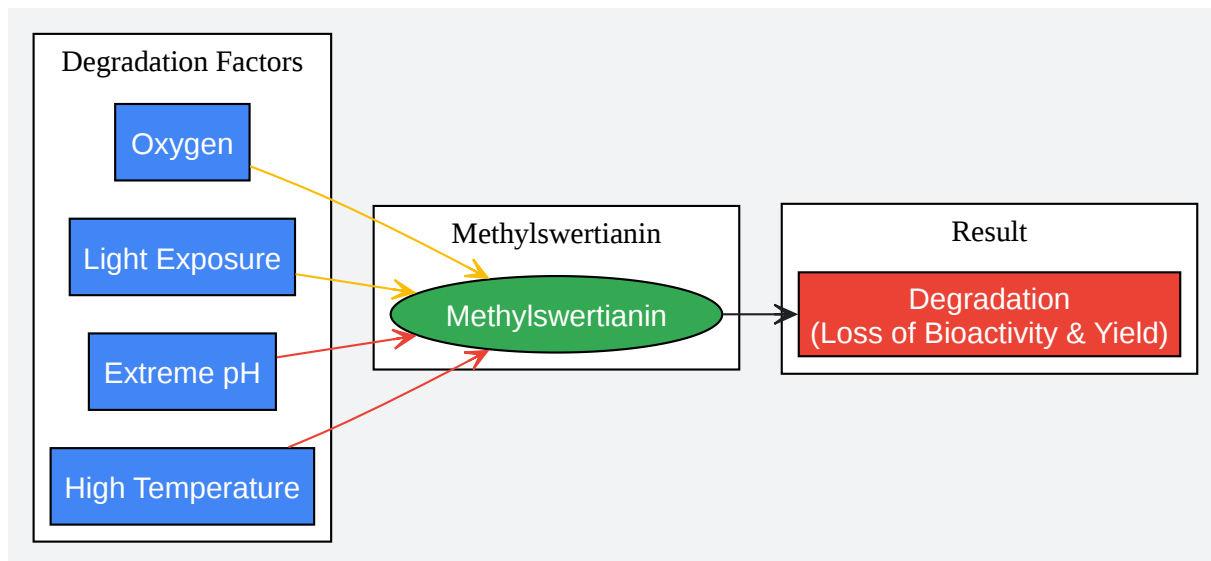 Degradation Factors
Oxygen
Light Exposure
Extreme pH
High Temperature
Methylswertianin
Methylswertianin
Result
Degradation
(Loss of Bioactivity & Yield)